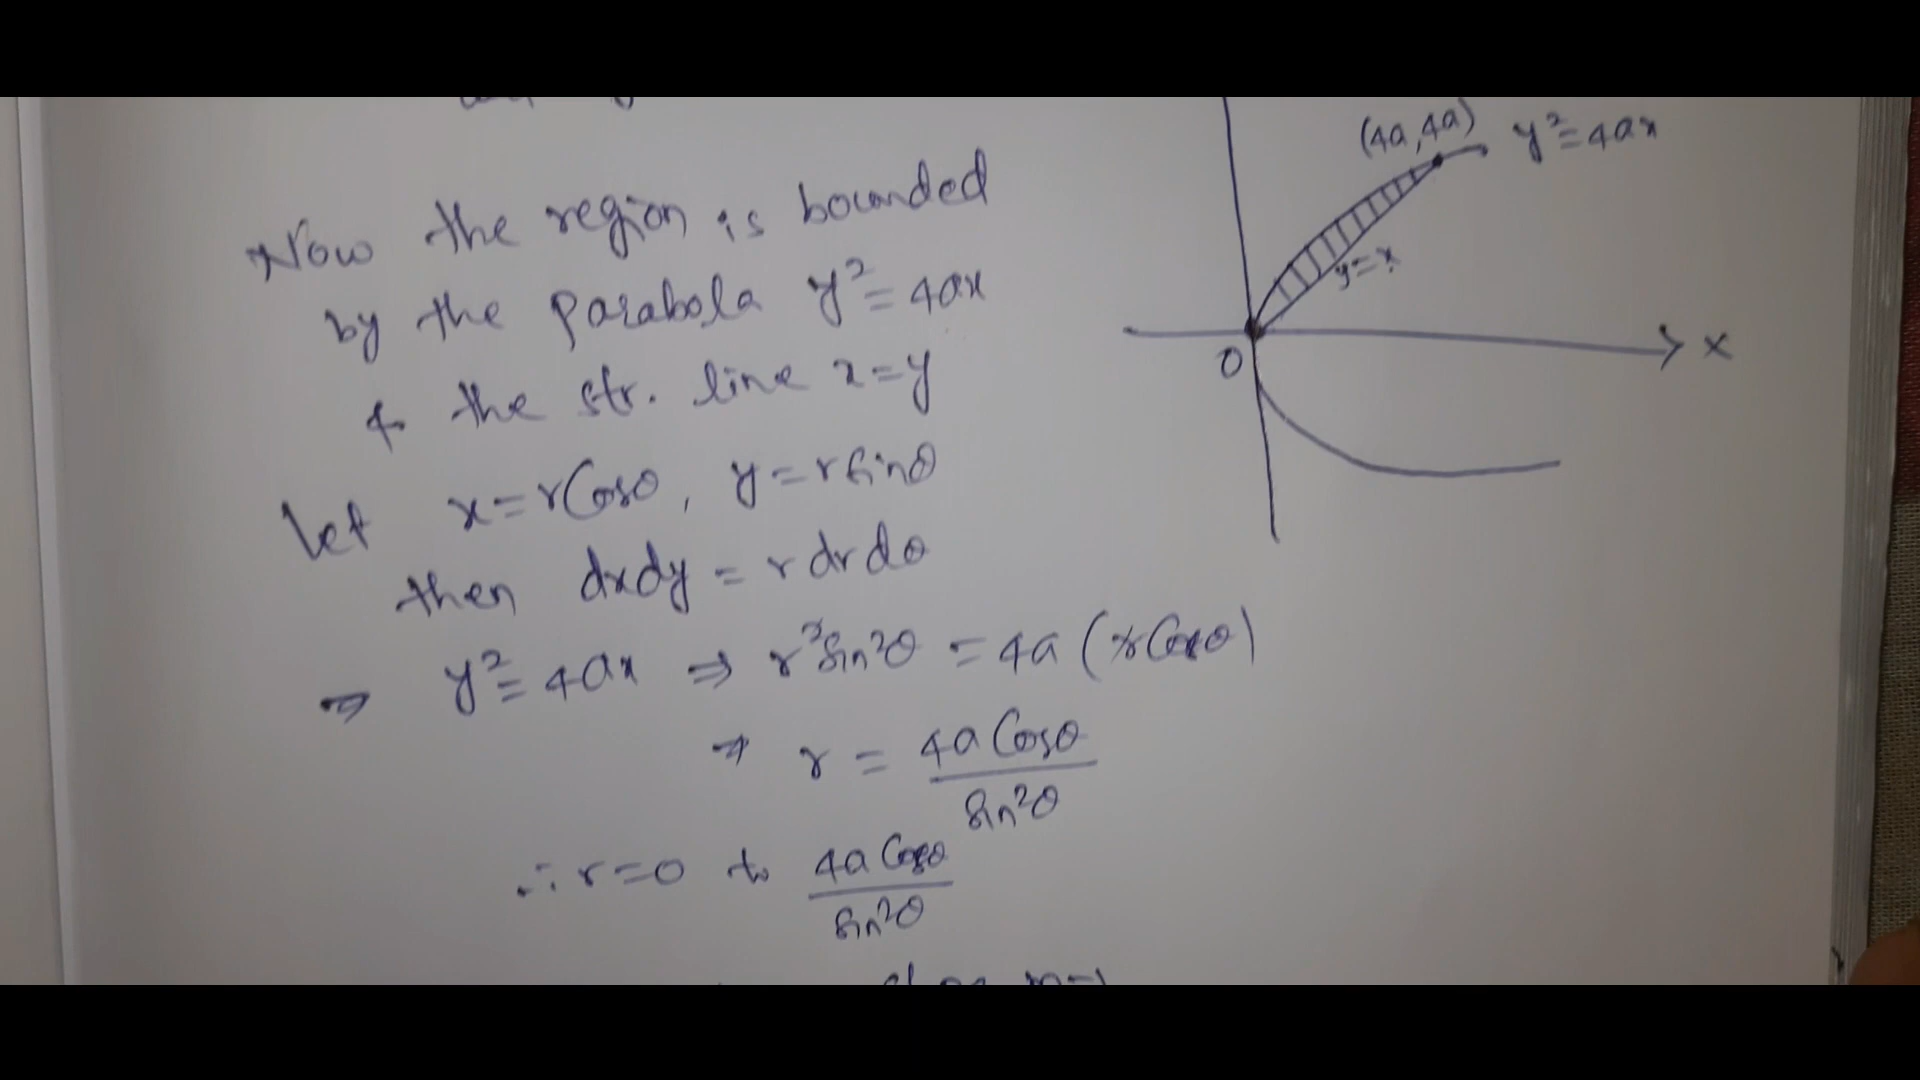 Now the region is bounded
by the parabola y²=4ax
& the str. line x=y
let x=rCosθ, y=rSinθ
then dxdy = r dr dθ
⇒ y²=4ax ⇒ r²Sin²θ = 4a (rCosθ)
⇒ r = 4a Cosθ / Sin²θ
∴ r=0 to 4a Cosθ / Sin²θ
(4a,4a)
y²=4ax
y=x
O
X